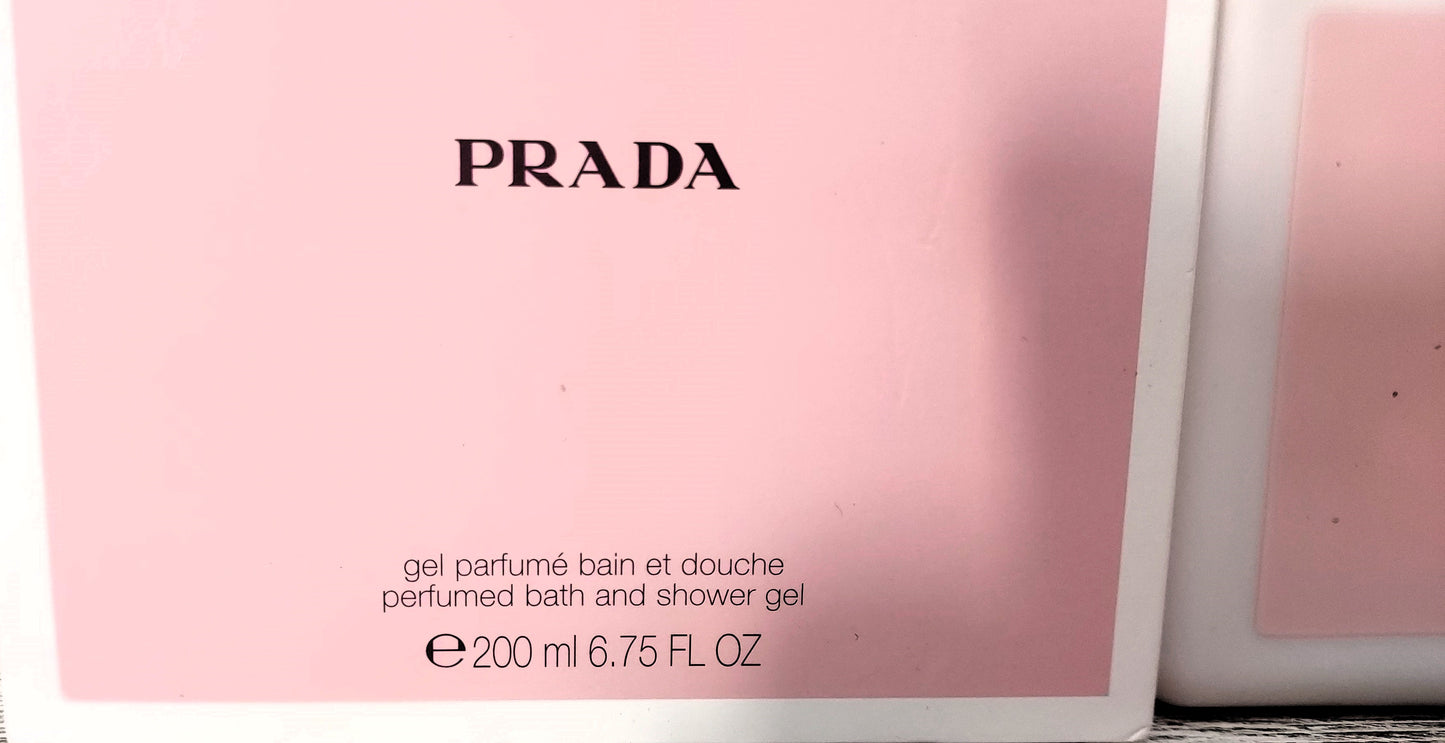 PRADA
gel parfumé bain et douche
perfumed bath and shower gel
℮ 200 ml 6.75 FL OZ